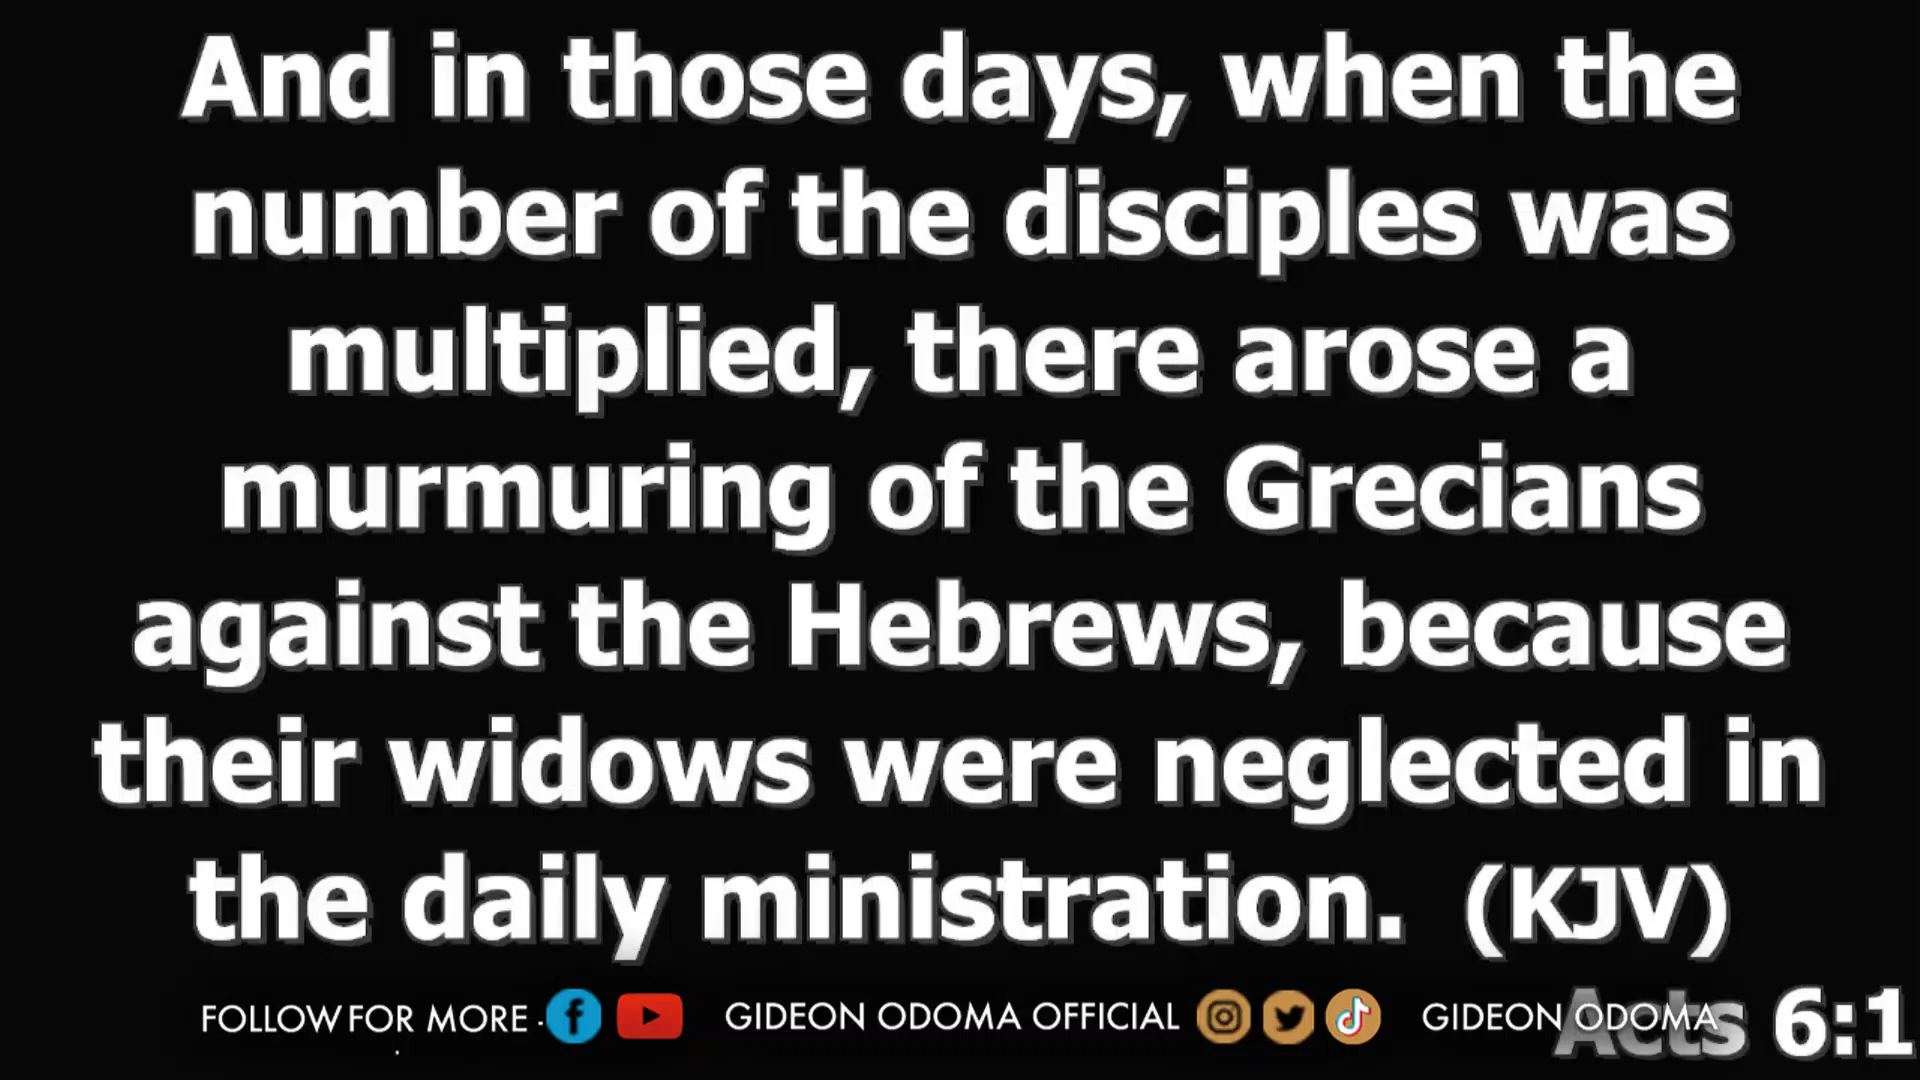 And in those days, when the
number of the disciples was
multiplied, there arose a
murmuring of the Grecians
against the Hebrews, because
their widows were neglected in
the daily ministration. (KJV)
FOLLOW FOR MORE - GIDEON ODOMA OFFICIAL GIDEON ODOMA
Acts 6:1